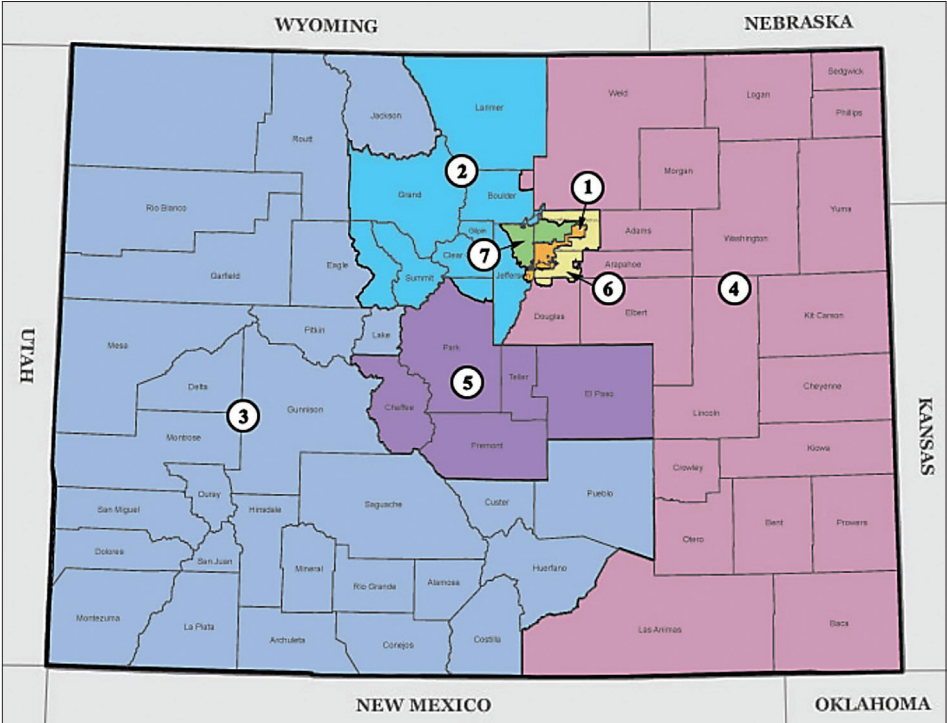 WYOMING
NEBRASKA
Sedgwick
Larimer
Weld
Logan
Phillips
Jackson
Routt
Morgan
2
1
Grand
Boulder
Rio Blanco
Yuma
Gilpin
Adams
Washington
7
Clear
Eagle
Arapahoe
Garfield
Summit
Jefferso
6
4
Douglas
Elbert
Kit Carson
Pitkin
Lake
Mesa
Park
UTAH
5
Teller
Delta
Cheyenne
El Paso
3
Gunnison
Chaffee
Lincoln
KANSAS
Montrose
Fremont
Kiowa
Crowley
Ouray
Pueblo
San Miguel
Hinsdale
Saguache
Custer
Bent
Prowers
Otero
Dolores
San Juan
Mineral
Huerfano
Rio Grande
Alamosa
Montezuma
La Plata
Baca
Las Animas
Archuleta
Conejos
Costilla
NEW MEXICO
OKLAHOMA